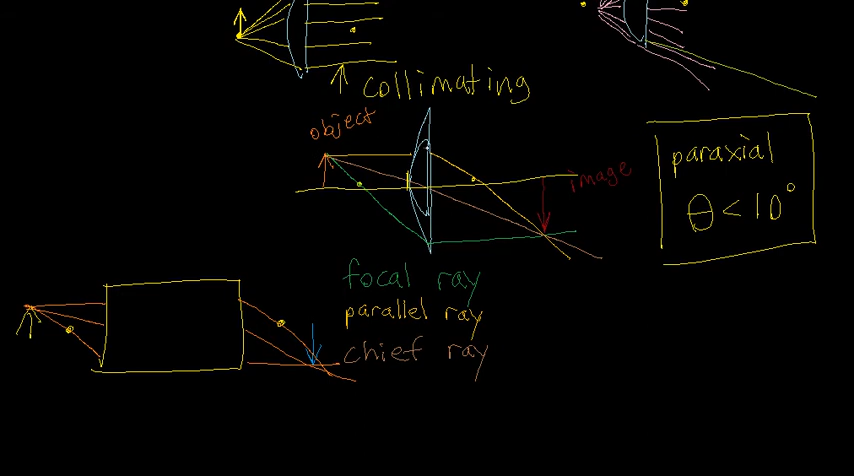 collimating
object
image
paraxial
θ < 10°
focal ray
parallel ray
chief ray